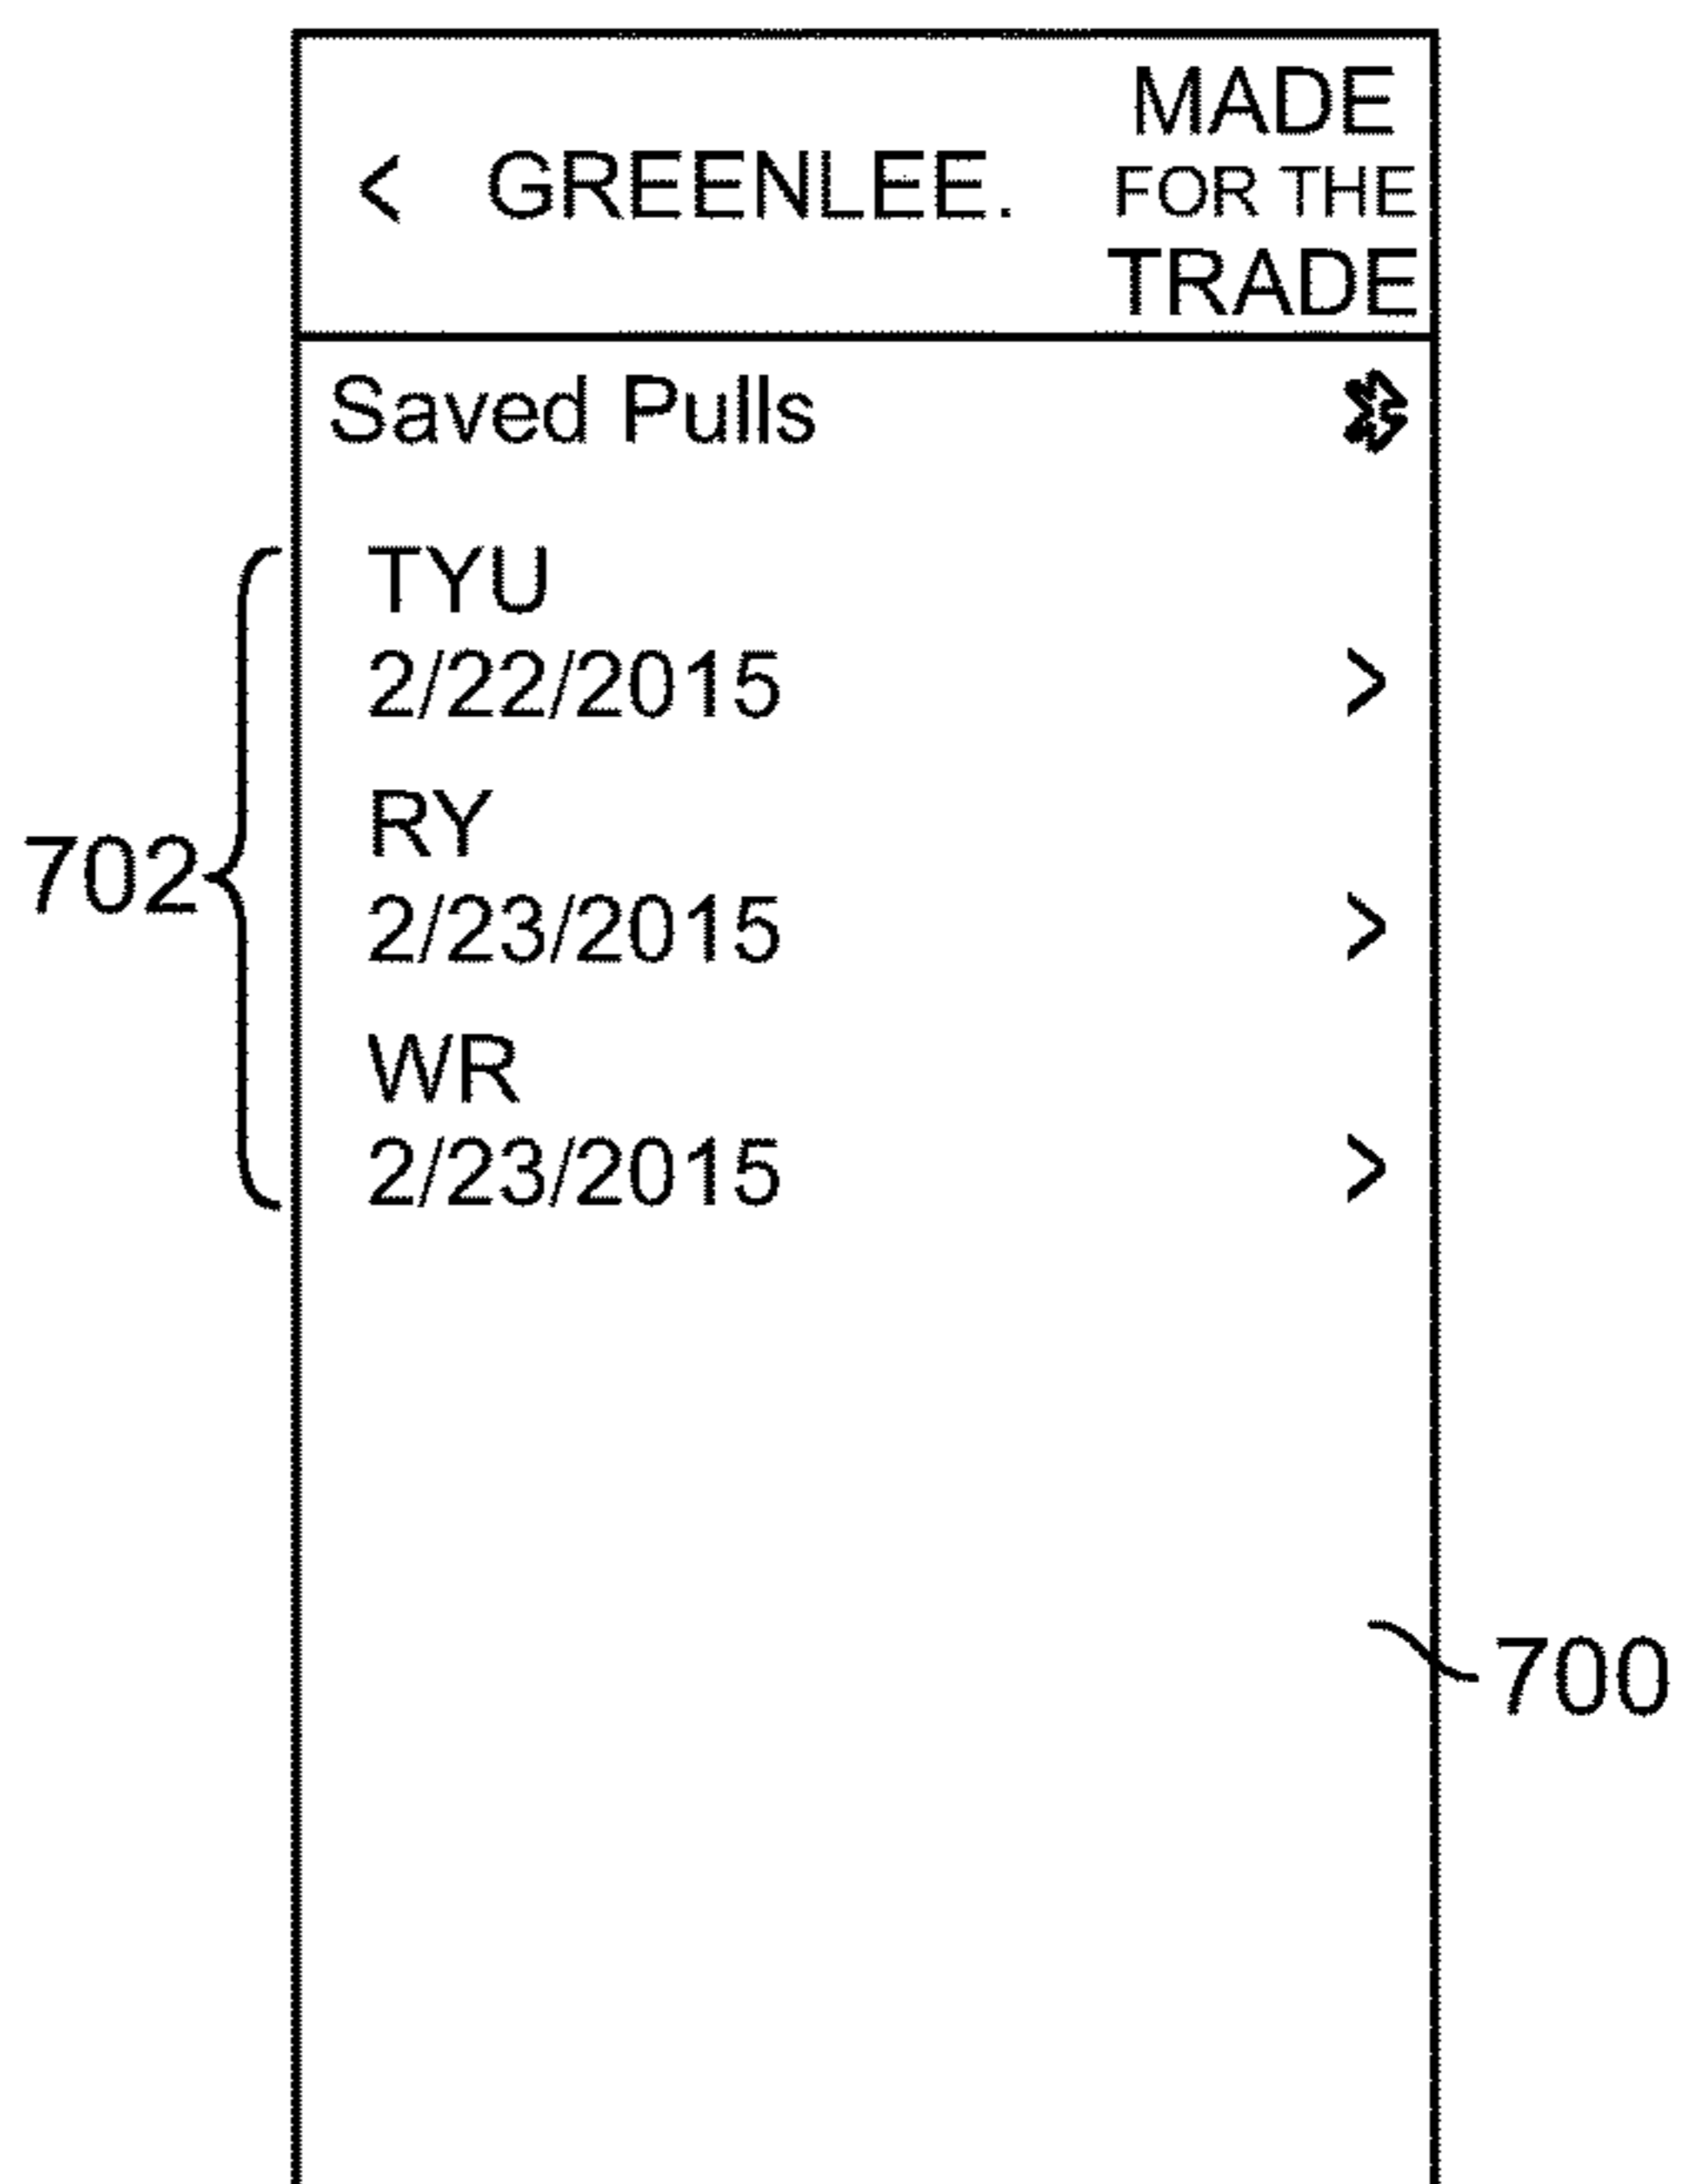 MADE
< GREENLEE. FOR THE
TRADE
Saved Pulls
TYU
2/22/2015 >
RY
702
2/23/2015 >
WR
2/23/2015 >
700